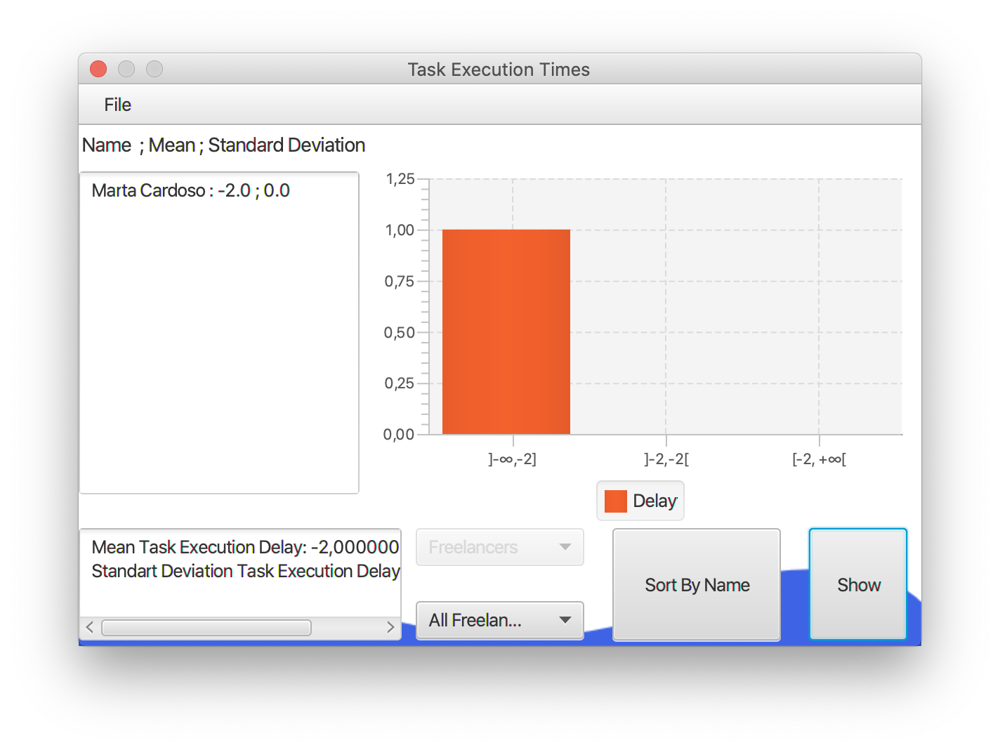 Task Execution Times
File
Name ; Mean ; Standard Deviation
Marta Cardoso : -2.0 ; 0.0
1,25
1,00
0,75
0,50
0,25
0,00
]-∞,-2]
]-2,-2[
[-2, +∞[
Delay
Mean Task Execution Delay: -2,000000
Standart Deviation Task Execution Delay
Freelancers
All Freelan...
Sort By Name
Show